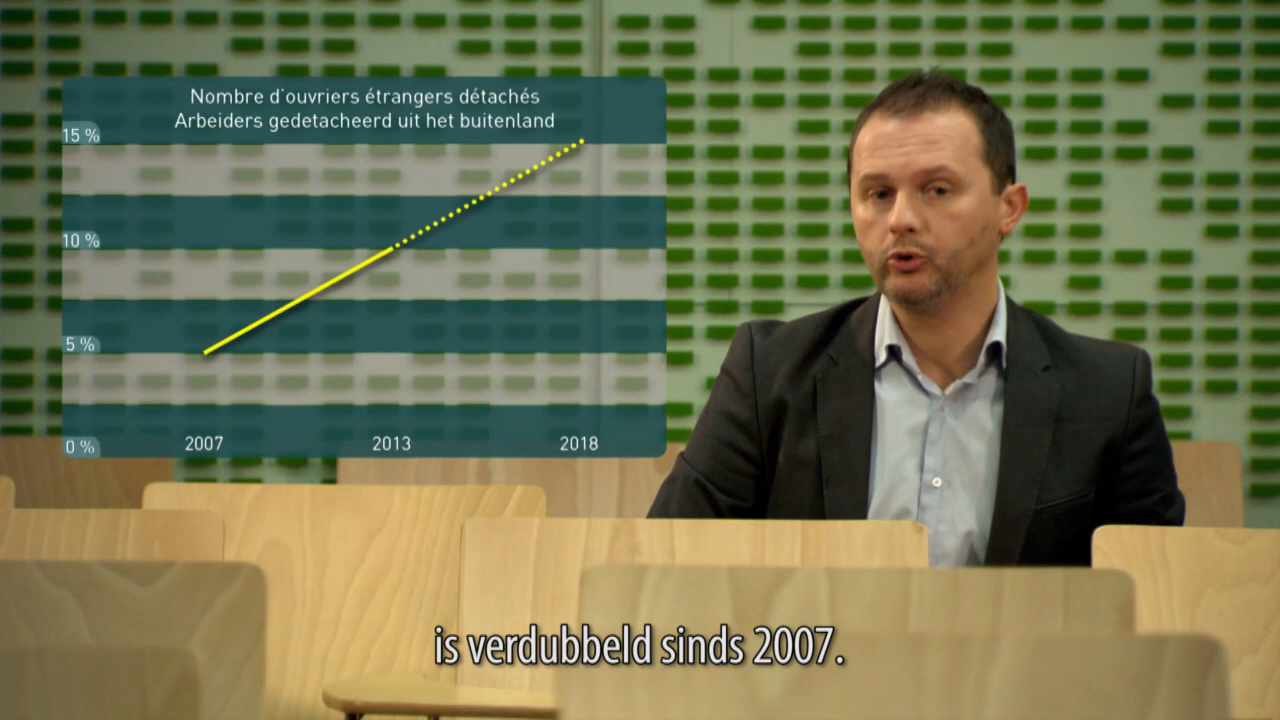 Nombre d'ouvriers étrangers détachés
Arbeiders gedetacheerd uit het buitenland
15 %
10 %
5 %
0 %
2007 2013 2018
is verdubbeld sinds 2007.